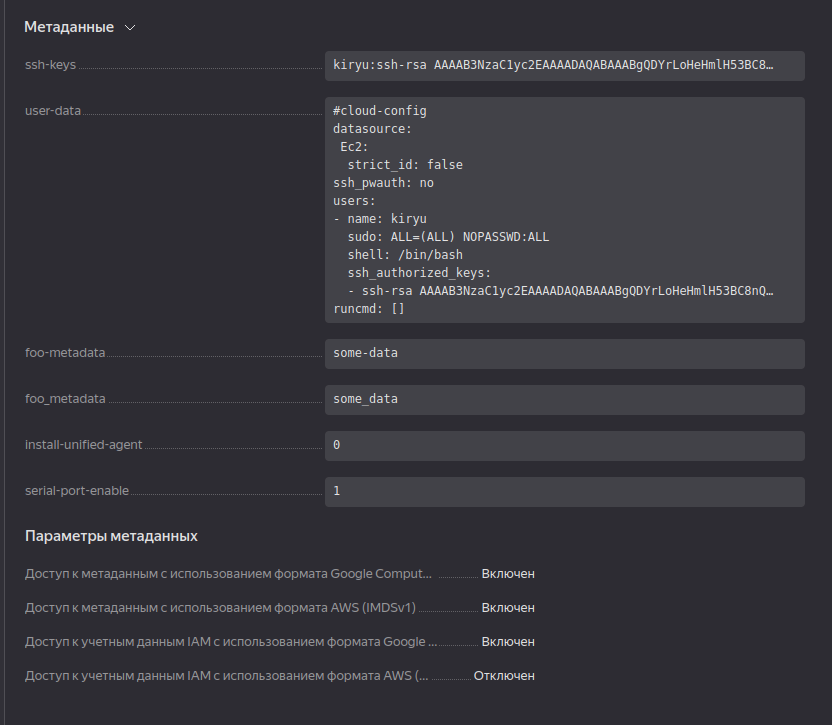 Метаданные
ssh-keys
kiryu:ssh-rsa AAAAB3NzaC1yc2EAAAADAQABAAABgQDYrLoHeHmlH53BC8…
user-data
#cloud-config
datasource:
 Ec2:
  strict_id: false
ssh_pwauth: no
users:
- name: kiryu
  sudo: ALL=(ALL) NOPASSWD:ALL
  shell: /bin/bash
  ssh_authorized_keys:
  - ssh-rsa AAAAB3NzaC1yc2EAAAADAQABAAABgQDYrLoHeHmlH53BC8nQ…
runcmd: []
foo-metadata
some-data
foo_metadata
some_data
install-unified-agent
0
serial-port-enable
1
Параметры метаданных
Доступ к метаданным с использованием формата Google Comput… Включен
Доступ к метаданным с использованием формата AWS (IMDSv1) Включен
Доступ к учетным данным IAM с использованием формата Google … Включен
Доступ к учетным данным IAM с использованием формата AWS (… Отключен